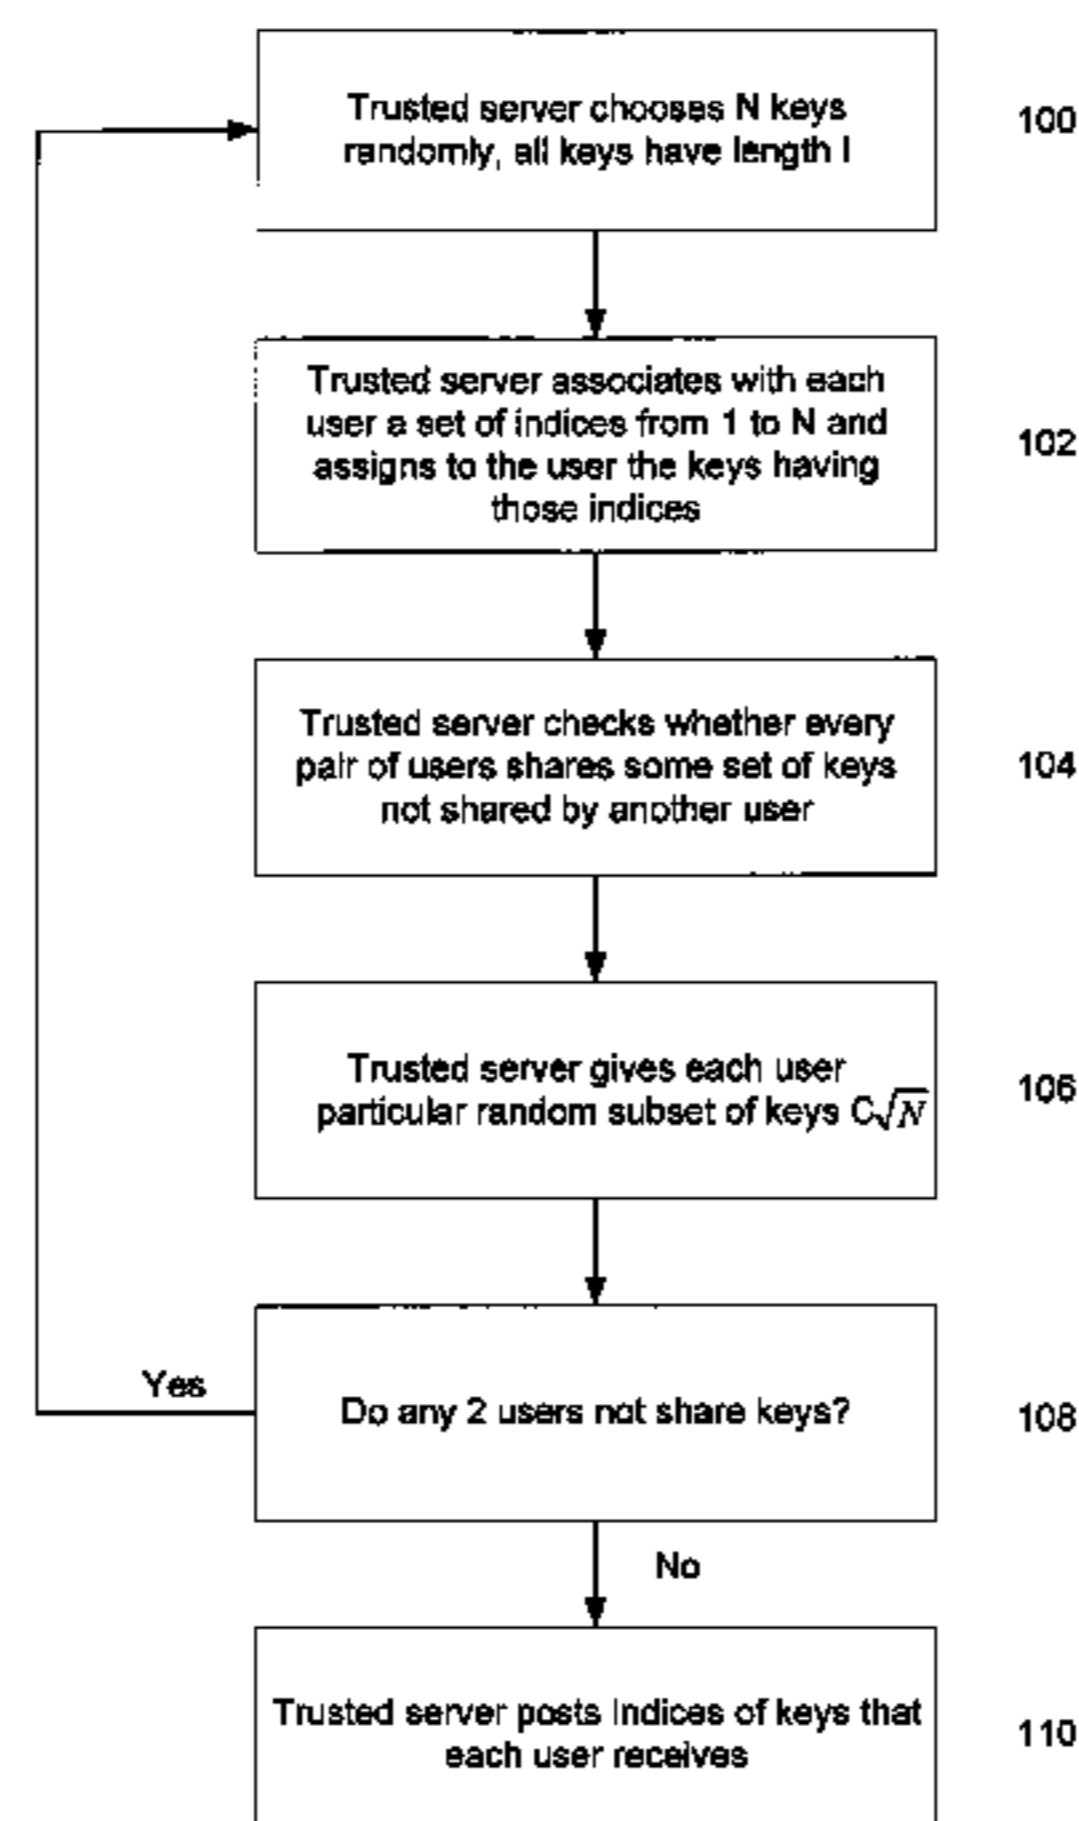 Trusted server chooses N keys
randomly, all keys have length l
100
Trusted server associates with each
user a set of indices from 1 to N and
assigns to the user the keys having
those indices
102
Trusted server checks whether every
pair of users shares some set of keys
not shared by another user
104
Trusted server gives each user
particular random subset of keys C√N
106
Do any 2 users not share keys?
108
Yes
No
Trusted server posts indices of keys that
each user receives
110